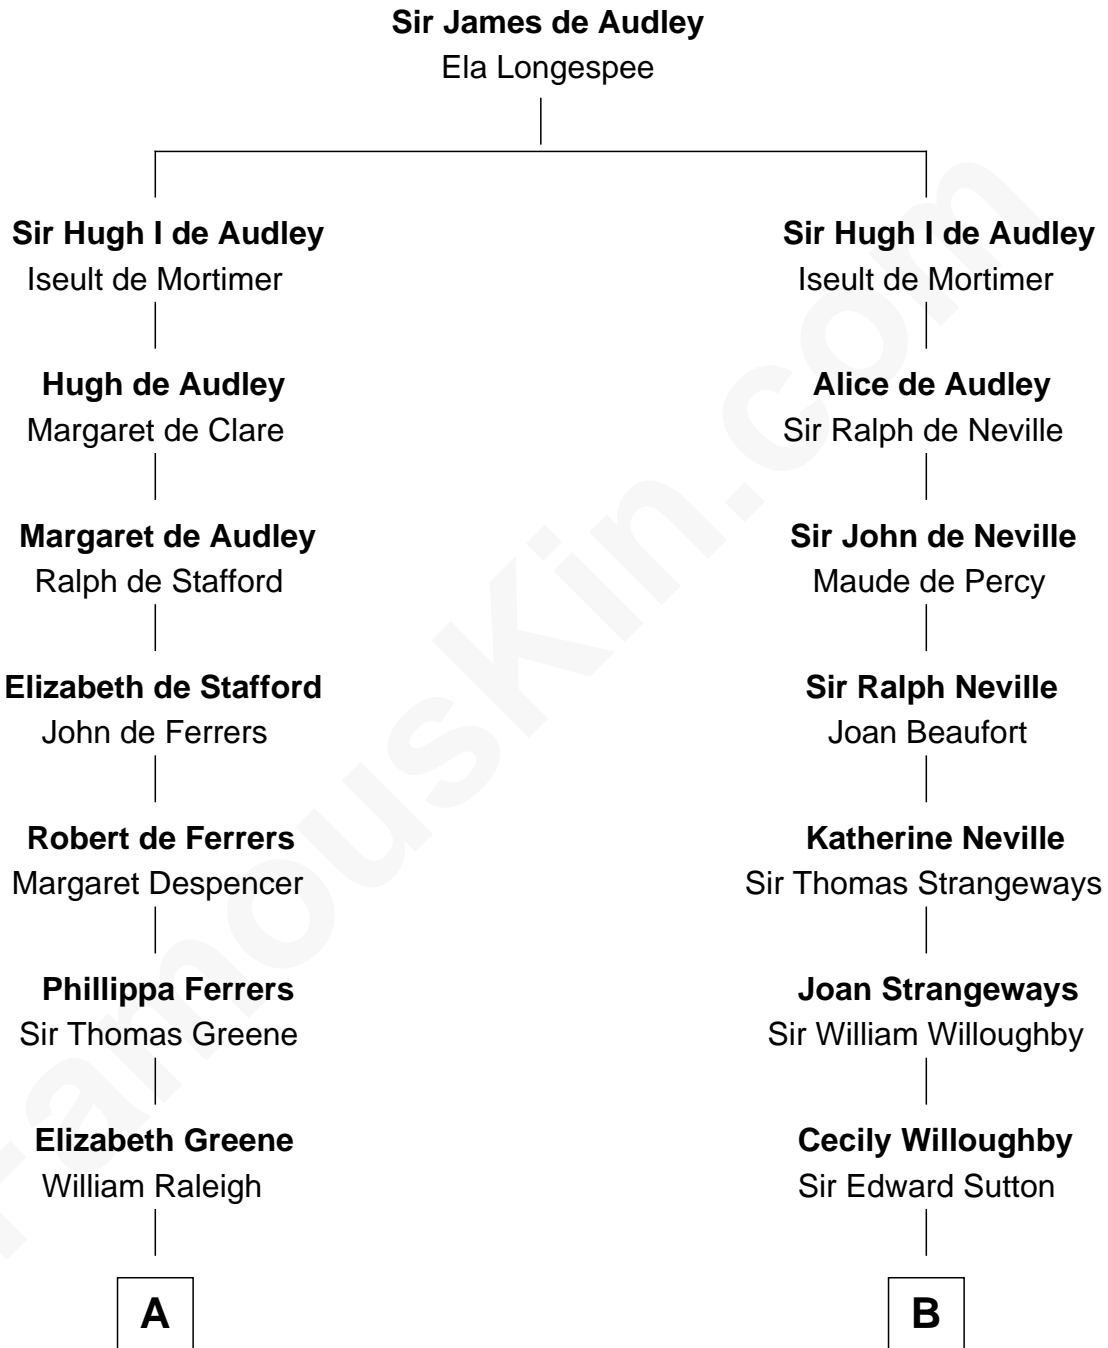 Sir James de Audley
Ela Longespee
Sir Hugh I de Audley
Iseult de Mortimer
Hugh de Audley
Margaret de Clare
Margaret de Audley
Ralph de Stafford
Elizabeth de Stafford
John de Ferrers
Robert de Ferrers
Margaret Despencer
Phillippa Ferrers
Sir Thomas Greene
Elizabeth Greene
William Raleigh
A
Sir Hugh I de Audley
Iseult de Mortimer
Alice de Audley
Sir Ralph de Neville
Sir John de Neville
Maude de Percy
Sir Ralph Neville
Joan Beaufort
Katherine Neville
Sir Thomas Strangeways
Joan Strangeways
Sir William Willoughby
Cecily Willoughby
Sir Edward Sutton
B
FamousKin.com